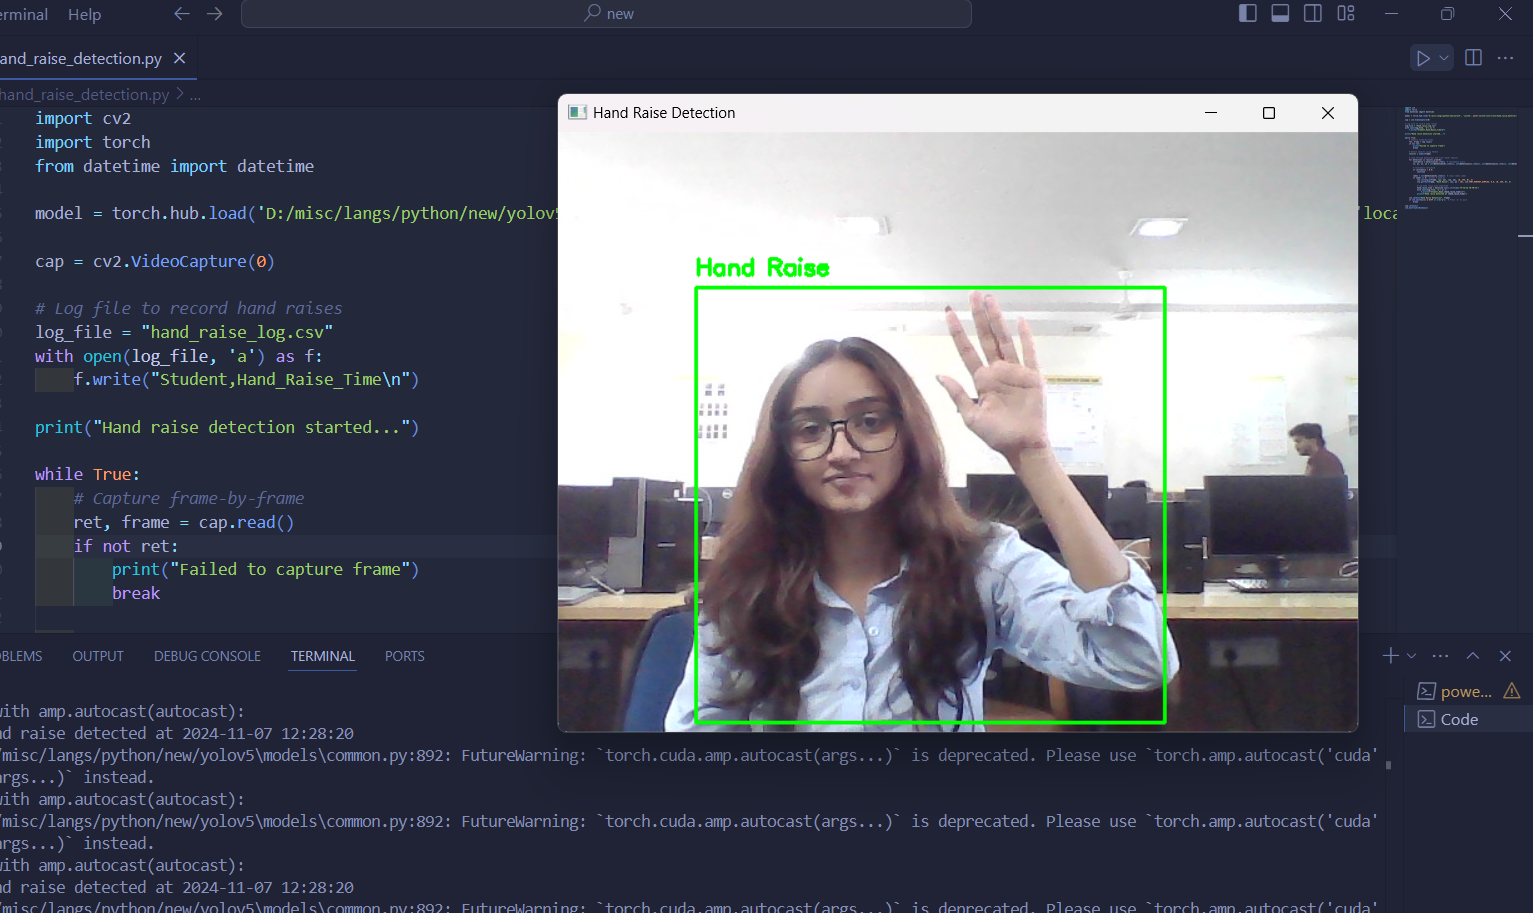 erminal Help new
and_raise_detection.py
hand_raise_detection.py > ...
import cv2
import torch
from datetime import datetime
model = torch.hub.load('D:/misc/langs/python/new/yolov5
'loca
cap = cv2.VideoCapture(0)
# Log file to record hand raises
log_file = "hand_raise_log.csv"
with open(log_file, 'a') as f:
f.write("Student,Hand_Raise_Time\n")
print("Hand raise detection started...")
while True:
# Capture frame-by-frame
ret, frame = cap.read()
if not ret:
print("Failed to capture frame")
break
Hand Raise Detection
Hand Raise
OBLEMS OUTPUT DEBUG CONSOLE TERMINAL PORTS
powe...
Code
with amp.autocast(autocast):
nd raise detected at 2024-11-07 12:28:20
/misc/langs/python/new/yolov5\models\common.py:892: FutureWarning: `torch.cuda.amp.autocast(args...)` is deprecated. Please use `torch.amp.autocast('cuda'
args...)` instead.
with amp.autocast(autocast):
/misc/langs/python/new/yolov5\models\common.py:892: FutureWarning: `torch.cuda.amp.autocast(args...)` is deprecated. Please use `torch.amp.autocast('cuda'
args...)` instead.
with amp.autocast(autocast):
nd raise detected at 2024-11-07 12:28:20
/misc/langs/python/new/yolov5\models\common.py:892: FutureWarning: `torch.cuda.amp.autocast(args...)` is deprecated. Please use `torch.amp.autocast('cuda'